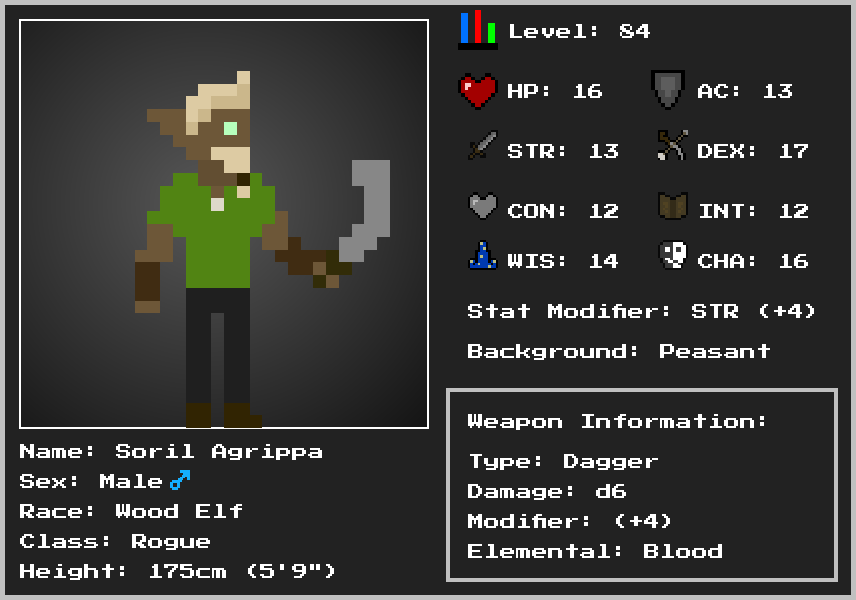 Level: 84
HP: 16 AC: 13
STR: 13 DEX: 17
CON: 12 INT: 12
WIS: 14 CHA: 16
Stat Modifier: STR (+4)
Background: Peasant
Weapon Information:
Type: Dagger
Damage: d6
Modifier: (+4)
Elemental: Blood
Name: Soril Agrippa
Sex: Male ♂
Race: Wood Elf
Class: Rogue
Height: 175cm (5'9")